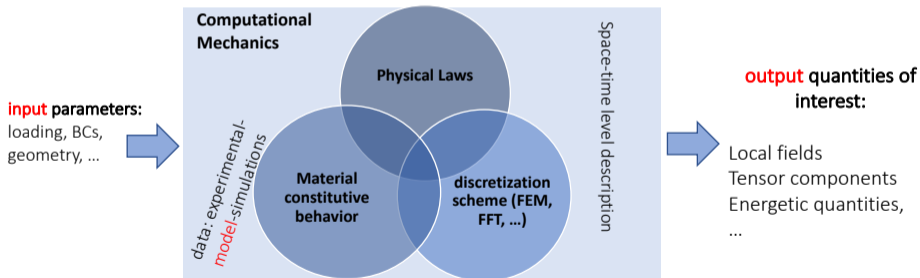 Computational
Mechanics
Physical Laws
Material
constitutive
behavior
discretization
scheme (FEM,
FFT, ...)
data: experimental-
model-simulations
Space-time level description
input parameters:
loading, BCs,
geometry, ...
output quantities of
interest:
Local fields
Tensor components
Energetic quantities,
...